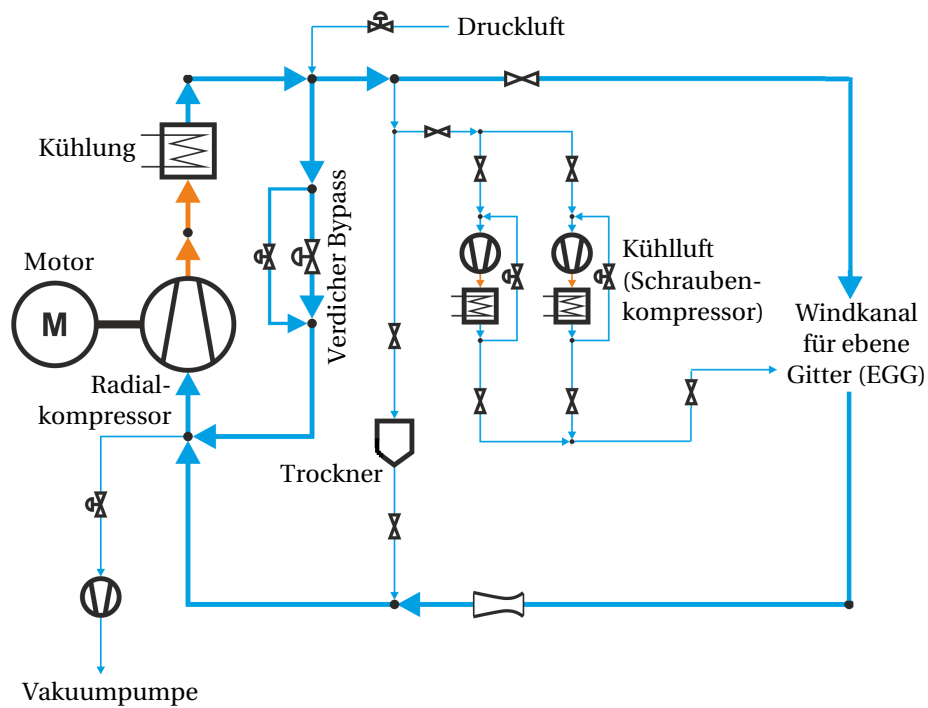 Druckluft
Kühlung
Verdicher Bypass
Motor
M
Kühlluft
(Schrauben-
kompressor)
Windkanal
für ebene
Gitter (EGG)
Radial-
kompressor
Trockner
Vakuumpumpe